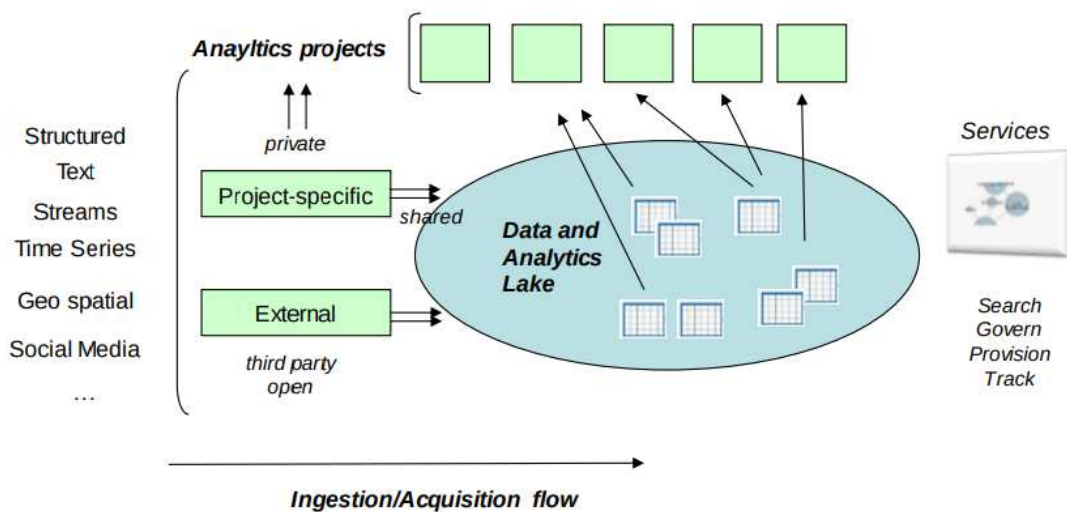 Anayltics projects
Structured
Text
Streams
Time Series
Geo spatial
Social Media
...
private
Project-specific
shared
External
third party
open
Data and
Analytics
Lake
Services
Search
Govern
Provision
Track
Ingestion/Acquisition flow